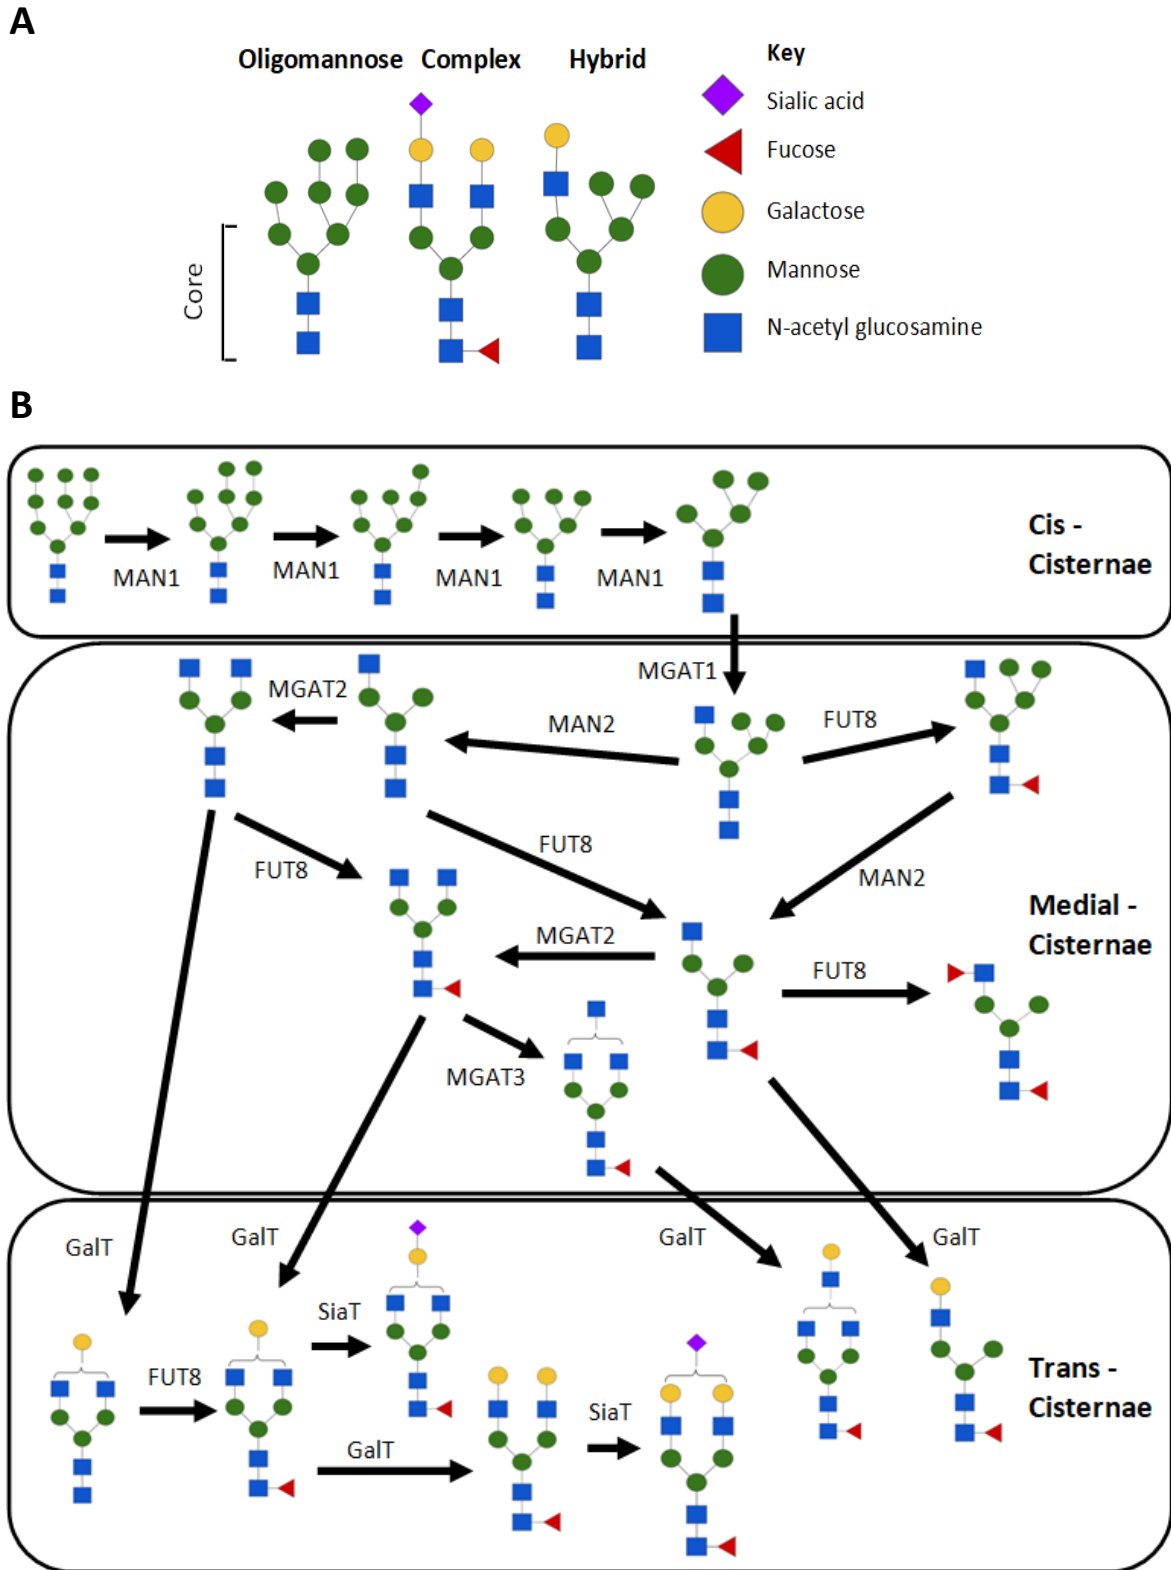 A
Oligomannose Complex Hybrid
Key
Sialic acid
Fucose
Galactose
Mannose
N-acetyl glucosamine
Core
B
MAN1
MAN1
MAN1
MAN1
Cis -
Cisternae
MGAT1
MGAT2
MAN2
FUT8
FUT8
FUT8
MAN2
MGAT2
FUT8
MGAT3
Medial -
Cisternae
GalT
GalT
GalT
GalT
SiaT
FUT8
SiaT
GalT
Trans -
Cisternae